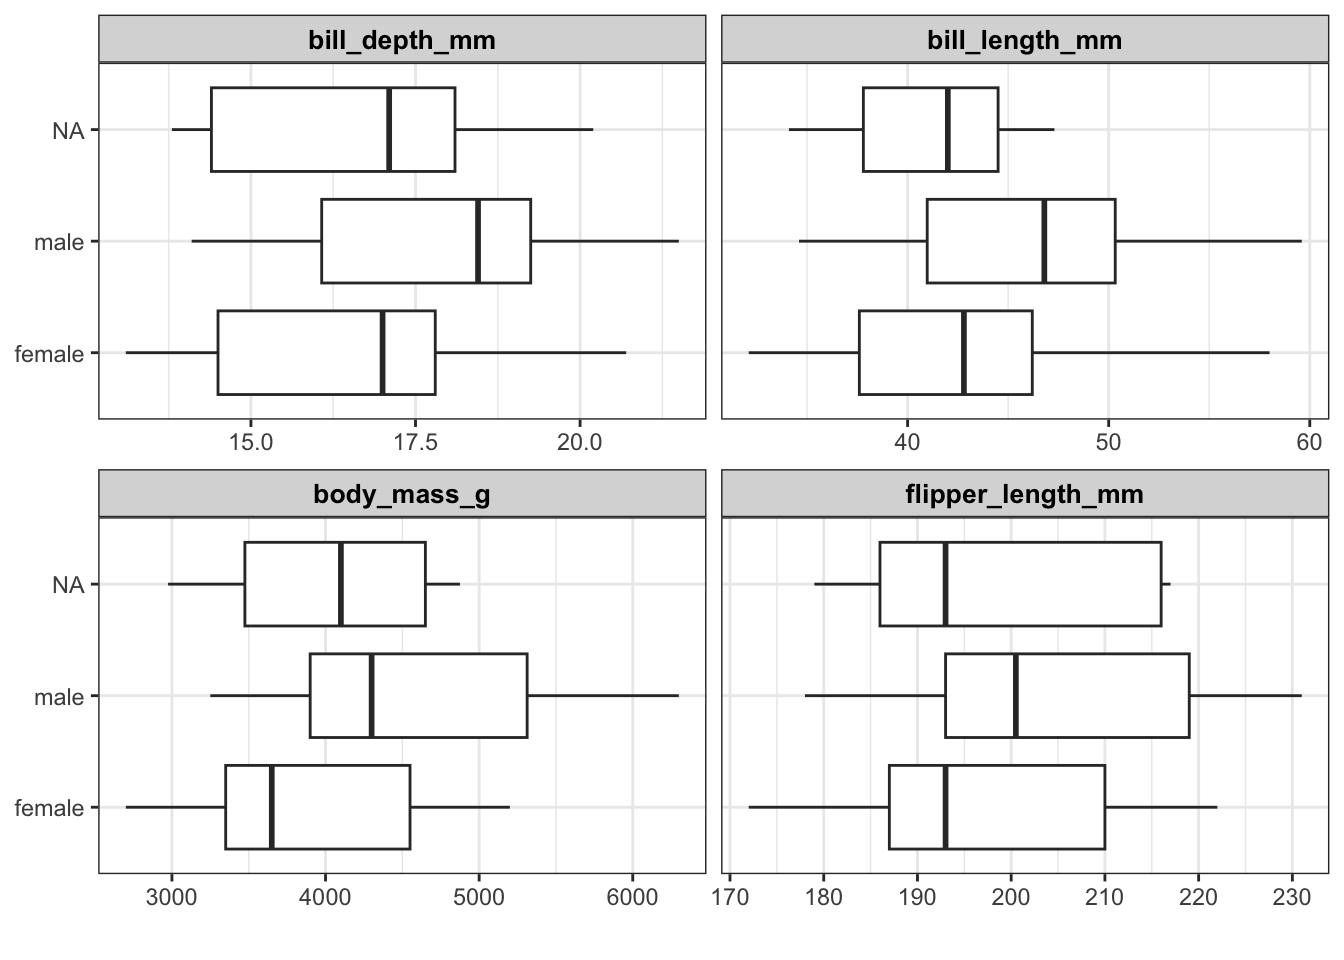 bill_depth_mm bill_length_mm
NA
male
female
15.0 17.5 20.0 40 50 60
body_mass_g flipper_length_mm
NA
male
female
3000 4000 5000 6000 170 180 190 200 210 220 230